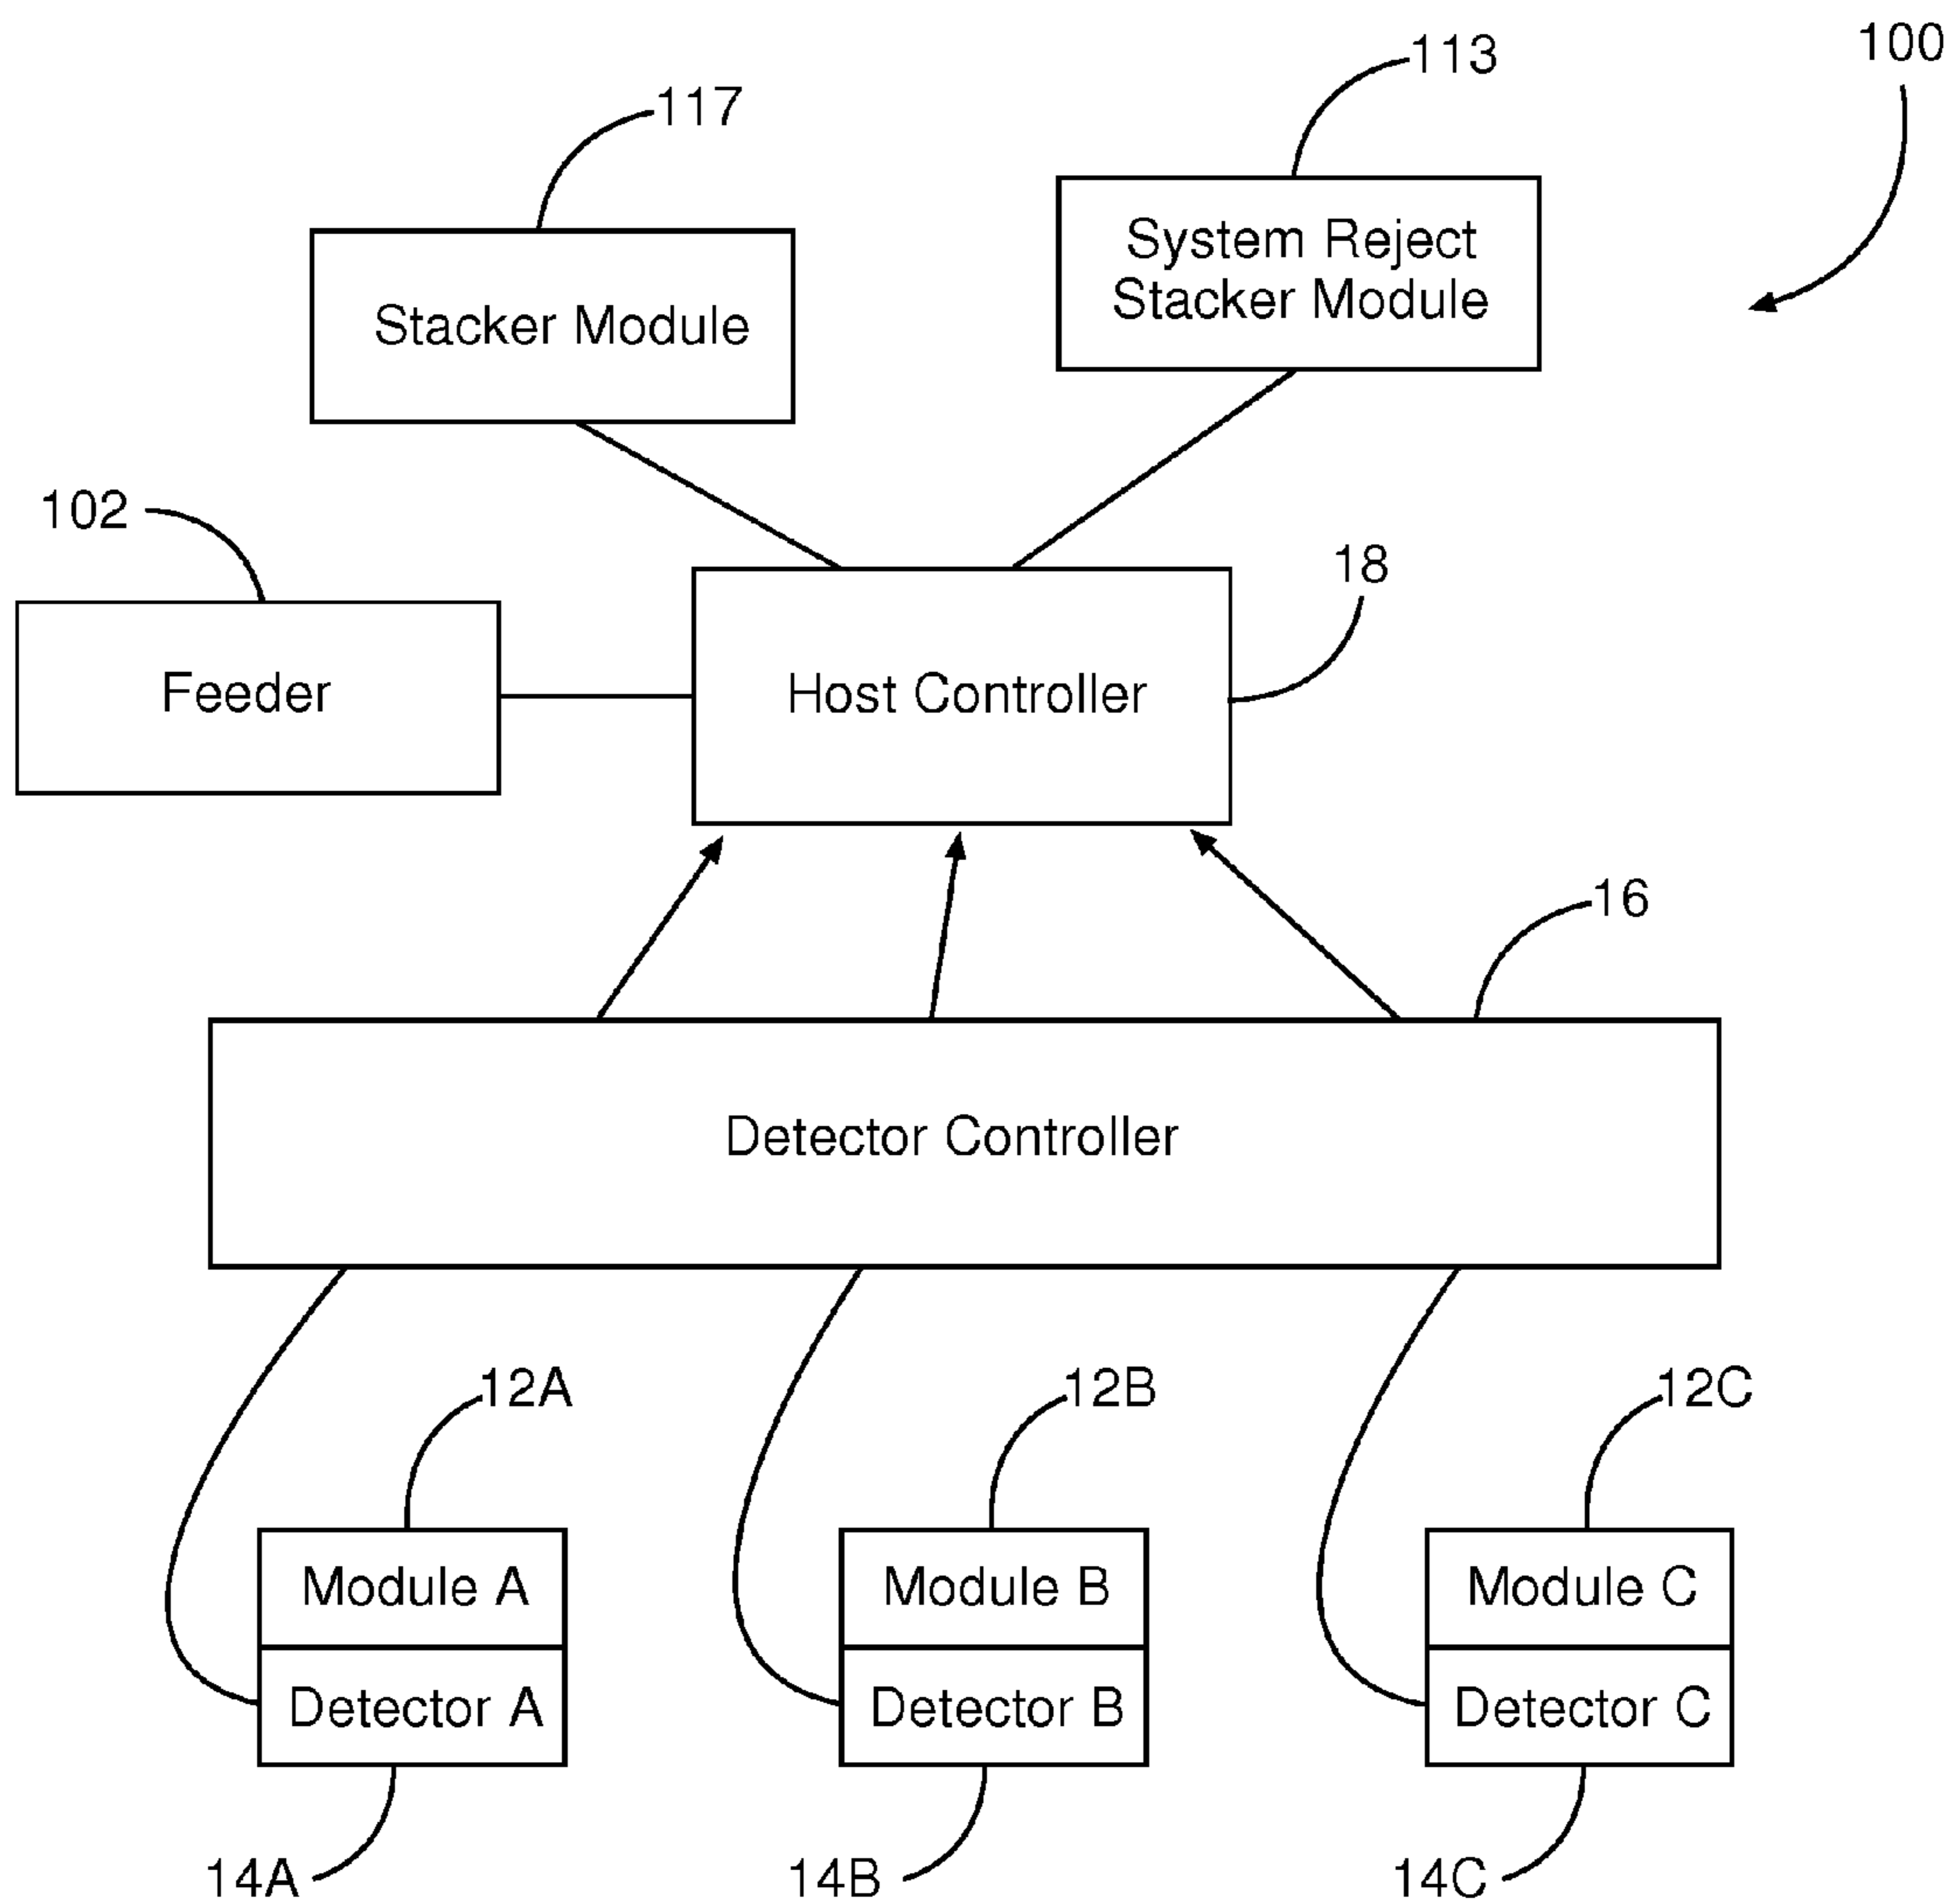 100
113
117
System Reject
Stacker Module
Stacker Module
102
18
Feeder
Host Controller
16
Detector Controller
12A
12B
12C
Module A
Module B
Module C
Detector A
Detector B
Detector C
14A
14B
14C